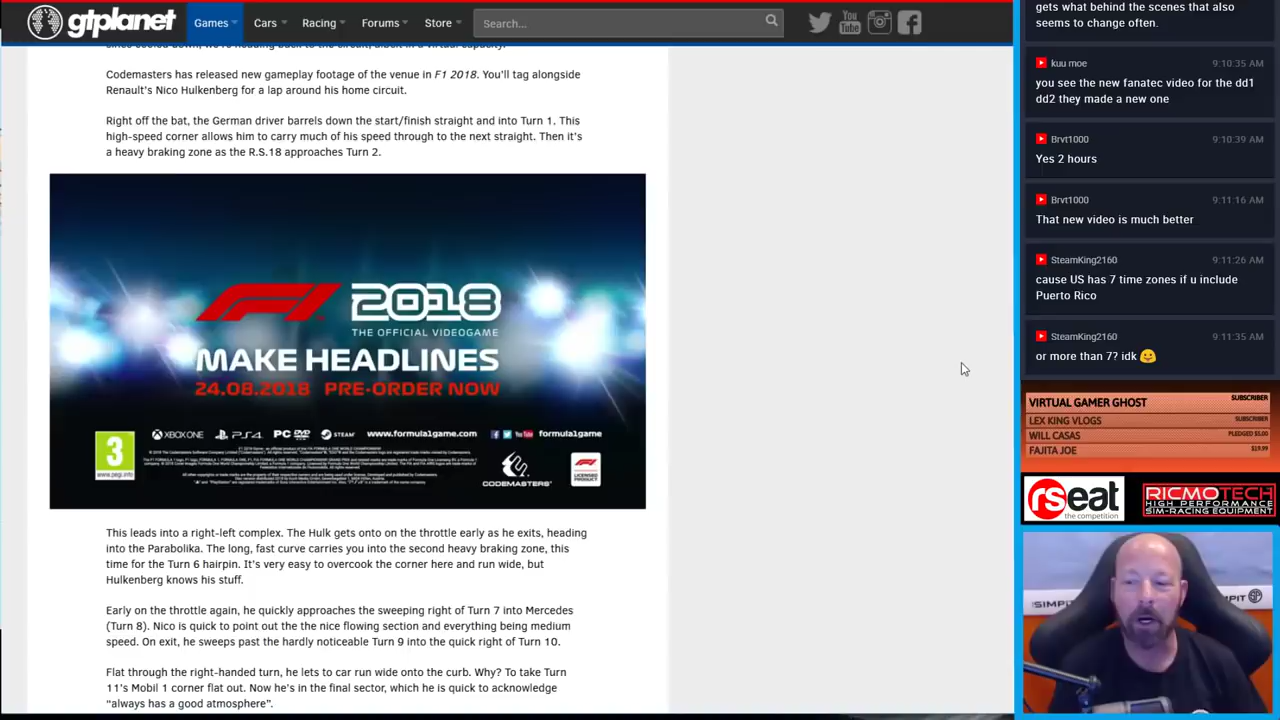 gtplanet
Games
Cars
Racing
Forums
Store
Search...
Codemasters has released new gameplay footage of the venue in F1 2018. You'll tag alongside
Renault's Nico Hulkenberg for a lap around his home circuit.
Right off the bat, the German driver barrels down the start/finish straight and into Turn 1. This
high-speed corner allows him to carry much of his speed through to the next straight. Then it's
a heavy braking zone as the R.S.18 approaches Turn 2.
F1 2018
THE OFFICIAL VIDEOGAME
MAKE HEADLINES
24.08.2018 PRE-ORDER NOW
3
www.pegi.info
XBOX ONE PS4 PC DVD STEAM www.formula1game.com You Tube formula1game
CODEMASTERS
F1
LICENSED
PRODUCT
This leads into a right-left complex. The Hulk gets onto on the throttle early as he exits, heading
into the Parabolika. The long, fast curve carries you into the second heavy braking zone, this
time for the Turn 6 hairpin. It's very easy to overcook the corner here and run wide, but
Hulkenberg knows his stuff.
Early on the throttle again, he quickly approaches the sweeping right of Turn 7 into Mercedes
(Turn 8). Nico is quick to point out the the nice flowing section and everything being medium
speed. On exit, he sweeps past the hardly noticeable Turn 9 into the quick right of Turn 10.
Flat through the right-handed turn, he lets to car run wide onto the curb. Why? To take Turn
11's Mobil 1 corner flat out. Now he's in the final sector, which he is quick to acknowledge
"always has a good atmosphere".
gets what behind the scenes that also
seems to change often.
kuu moe 9:10:35 AM
you see the new fanatec video for the dd1
dd2 they made a new one
Brvt1000 9:10:39 AM
Yes 2 hours
Brvt1000 9:11:16 AM
That new video is much better
SteamKing2160 9:11:26 AM
cause US has 7 time zones if u include
Puerto Rico
SteamKing2160 9:11:35 AM
or more than 7? idk
VIRTUAL GAMER GHOST SUBSCRIBER
LEX KING VLOGS SUBSCRIBER
WILL CASAS PLEDGED $5.00
FAJITA JOE $19.99
rseat
the competition
RICMOTECH
HIGH PERFORMANCE
SIM-RACING EQUIPMENT